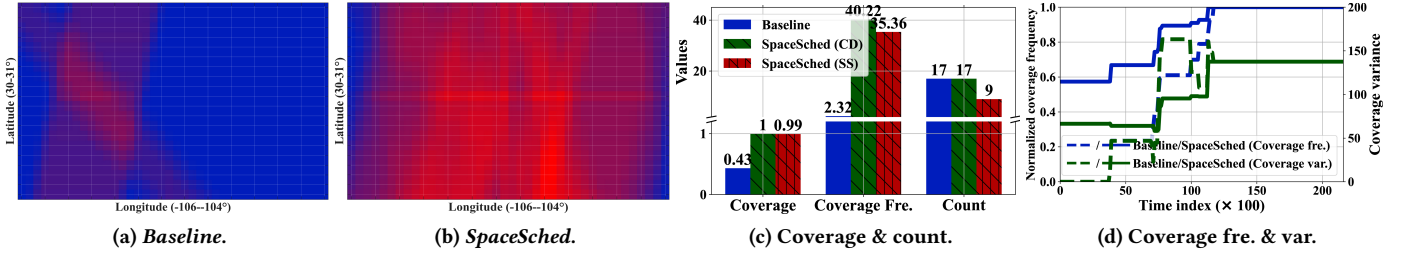 Latitude (30-31°)
Longitude (-106--104°)
(a) Baseline.
Latitude (30-31°)
Longitude (-106--104°)
(b) SpaceSched.
Values
40
20
1
0
Baseline
SpaceSched (CD)
SpaceSched (SS)
0.43
1
0.99
2.32
40.22
35.36
17
17
9
Coverage
Coverage Fre.
Count
(c) Coverage & count.
Normalized coverage frequency
1.0
0.8
0.6
0.4
0.2
0.0
200
150
100
50
0
Coverage variance
/ Baseline/SpaceSched (Coverage fre.)
/ Baseline/SpaceSched (Coverage var.)
0
50
100
150
200
Time index (× 100)
(d) Coverage fre. & var.